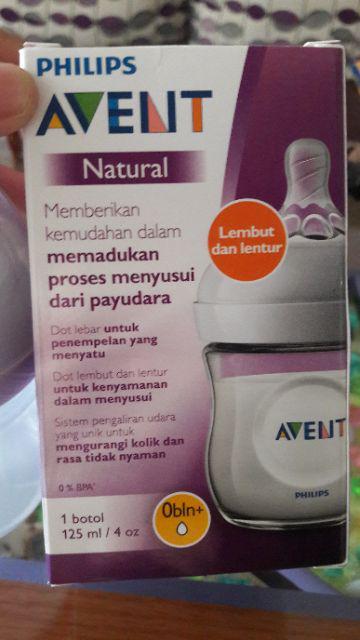 PHILIPS
AVENT
Natural
Memberikan
kemudahan dalam
memadukan
proses menyusui
dari payudara
Lembut
dan lentur
Dot lebar untuk
penempelan yang
menyatu
Dot lembut dan lentur
untuk kenyamanan
dalam menyusui
Sistem pengaliran udara
yang unik untuk
mengurangi kolik dan
rasa tidak nyaman
0 % BPA*
1 botol
125 ml / 4 oz
0bln+
AVENT
PHILIPS